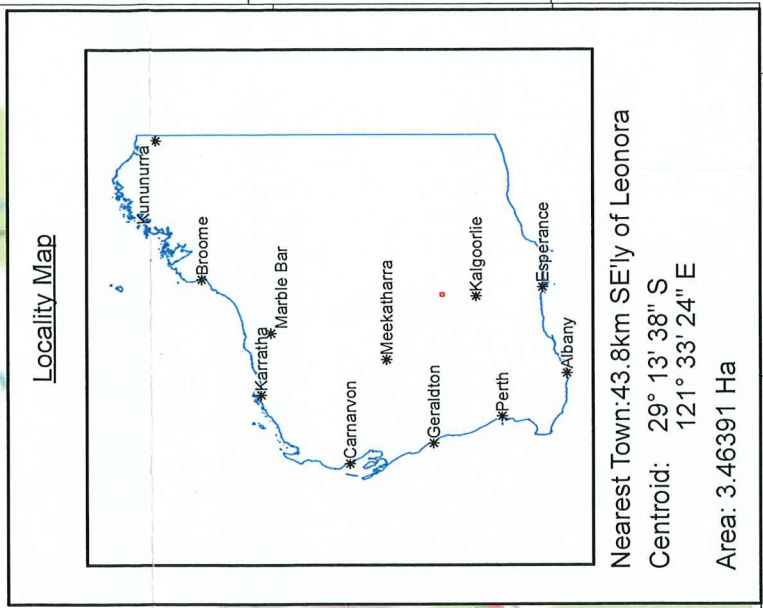 Locality Map
Kununurra
Broome
Karratha
Marble Bar
Meekatharra
Carnarvon
Geraldton
Kalgoorlie
Perth
Esperance
Albany
Nearest Town:43.8km SE'ly of Leonora
Centroid: 29° 13' 38" S
121° 33' 24" E
Area: 3.46391 Ha